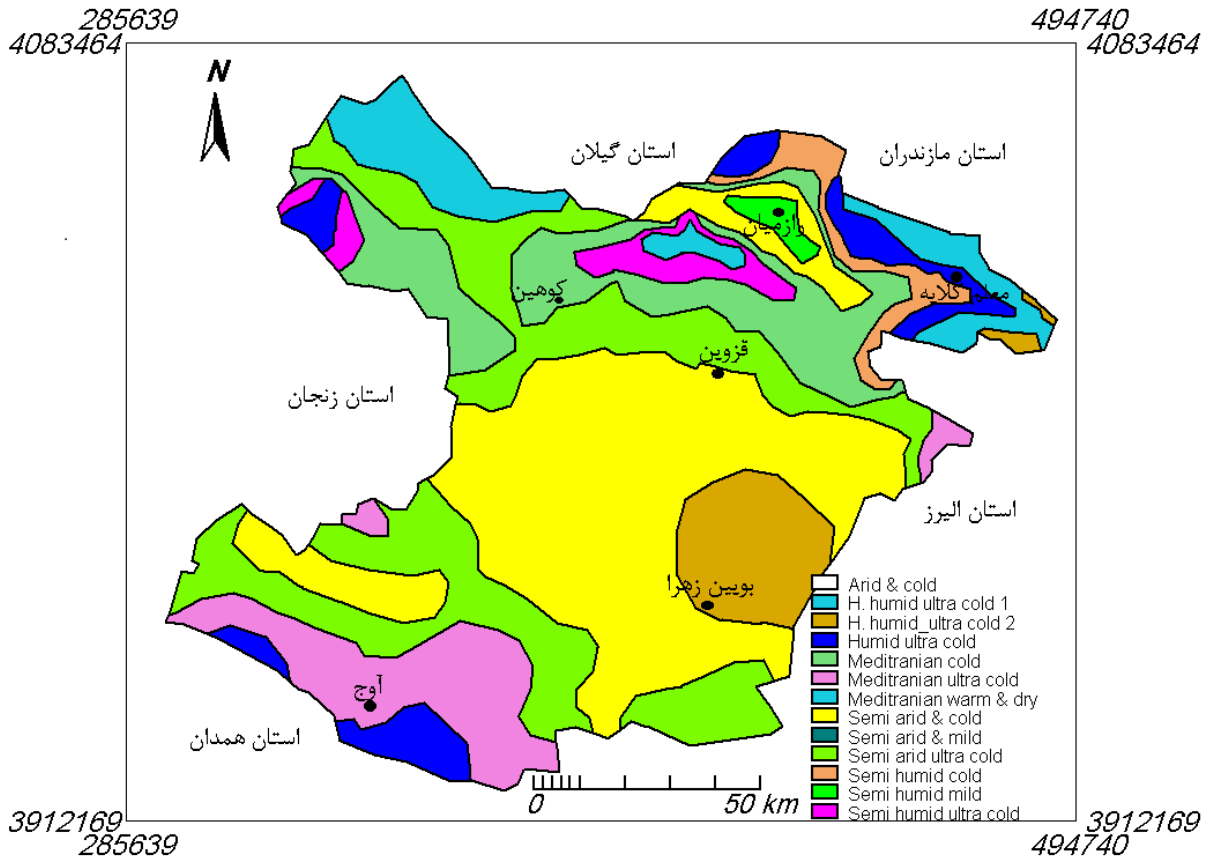 285639 494740
4083464 4083464
N
استان گیلان
استان مازندران
رازمیان
کوهین
معلم کلایه
قزوین
استان زنجان
استان البرز
بویین زهرا
آوج
استان همدان
Arid & cold
H. humid ultra cold 1
H. humid_ultra cold 2
Humid ultra cold
Meditranian cold
Meditranian ultra cold
Meditranian warm & dry
Semi arid & cold
Semi arid & mild
Semi arid ultra cold
Semi humid cold
Semi humid mild
Semi humid ultra cold
0 50 km
3912169 3912169
285639 494740